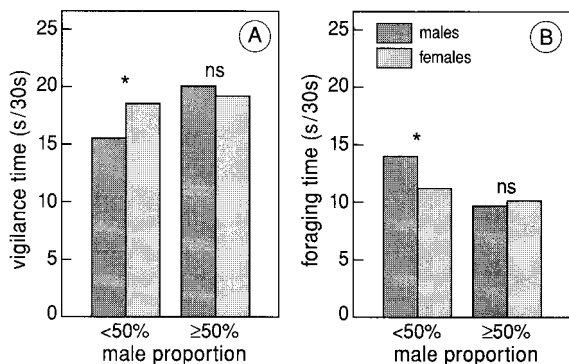 A
vigilance time (s/30s)
25
20
15
10
5
0
*
ns
<50%
≥50%
male proportion
B
males
females
foraging time (s/30s)
25
20
15
10
5
0
*
ns
<50%
≥50%
male proportion